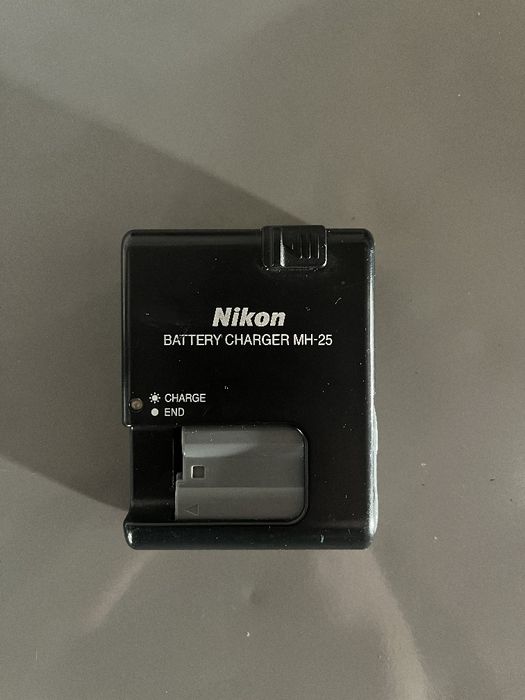 Nikon
BATTERY CHARGER MH-25
CHARGE
END